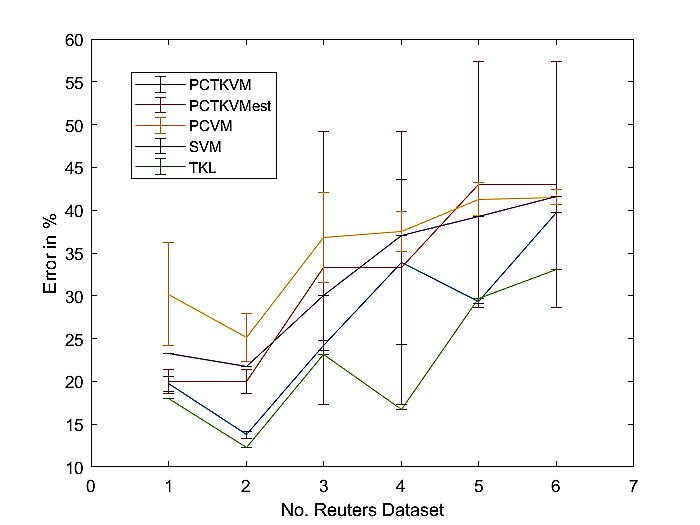 60
55
50
45
40
35
30
25
20
15
10
Error in %
PCTKVM
PCTKVMest
PCVM
SVM
TKL
0 1 2 3 4 5 6 7
No. Reuters Dataset